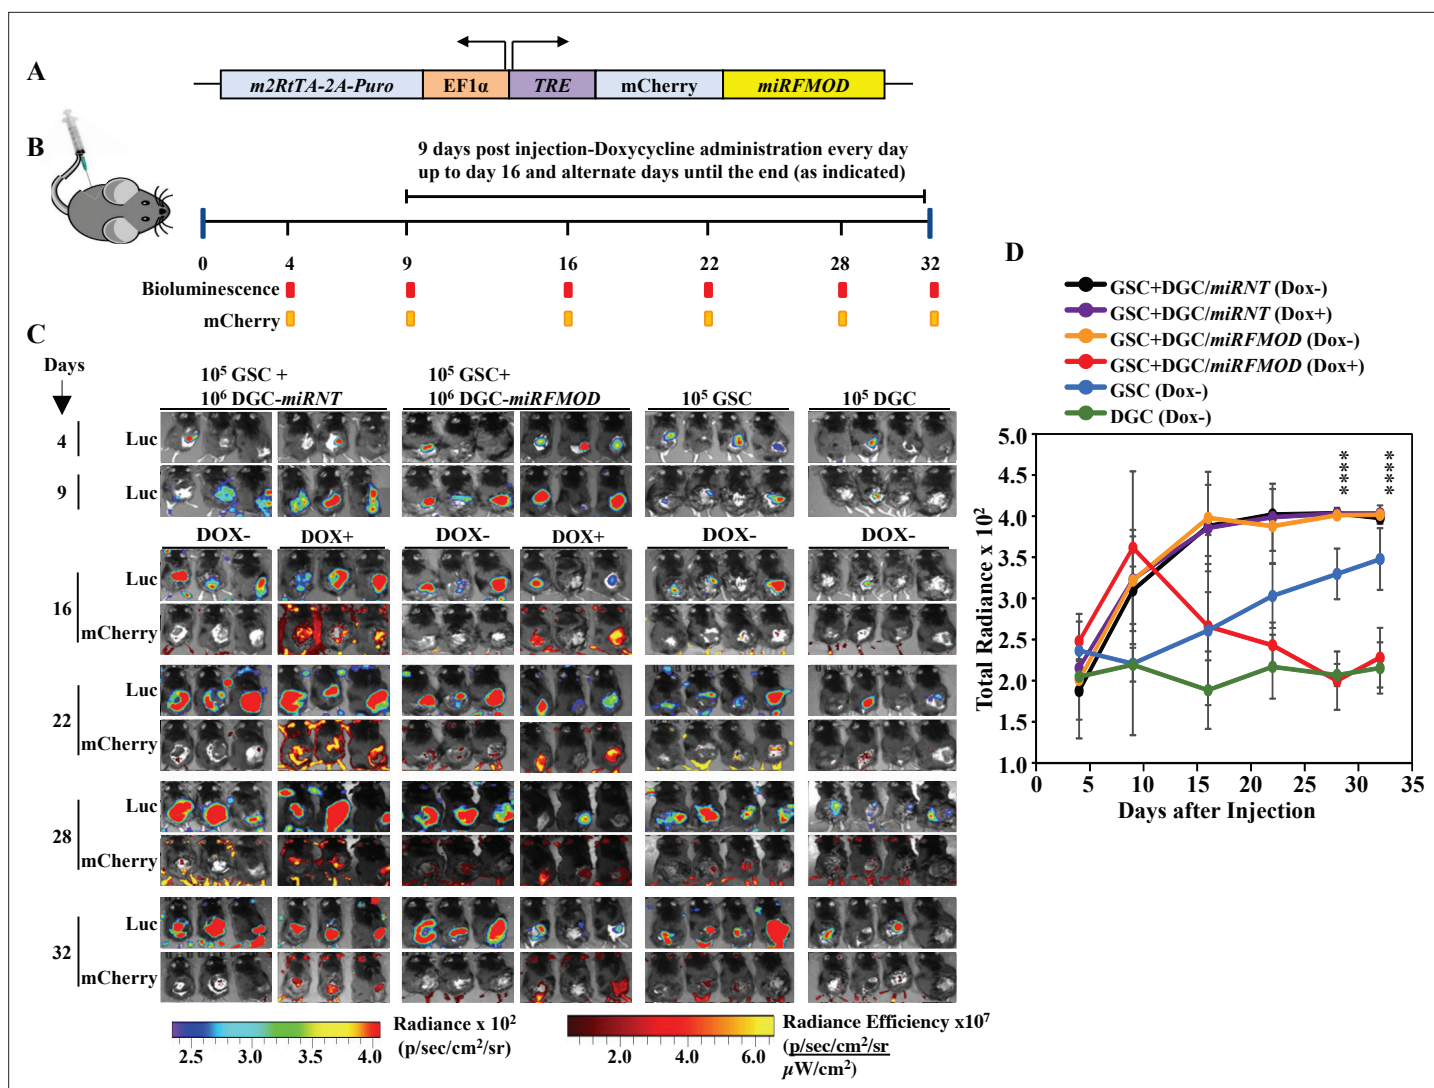 A
m2RtTA-2A-Puro EF1α TRE mCherry miRFMOD
B
9 days post injection-Doxycycline administration every day
up to day 16 and alternate days until the end (as indicated)
0 4 9 16 22 28 32
Bioluminescence
mCherry
C
Days
10⁵ GSC +
10⁶ DGC-miRNT
10⁵ GSC+
10⁶ DGC-miRFMOD
10⁵ GSC
10⁵ DGC
4 Luc
9 Luc
DOX- DOX+ DOX- DOX+ DOX- DOX-
16 Luc
mCherry
22 Luc
mCherry
28 Luc
mCherry
32 Luc
mCherry
2.5 3.0 3.5 4.0
Radiance x 10²
(p/sec/cm²/sr)
2.0 4.0 6.0
Radiance Efficiency x10⁷
(p/sec/cm²/sr
µW/cm²)
D
GSC+DGC/miRNT (Dox-)
GSC+DGC/miRNT (Dox+)
GSC+DGC/miRFMOD (Dox-)
GSC+DGC/miRFMOD (Dox+)
GSC (Dox-)
DGC (Dox-)
Total Radiance x 10²
5.0
4.5
4.0
3.5
3.0
2.5
2.0
1.5
1.0
**** ****
0 5 10 15 20 25 30 35
Days after Injection